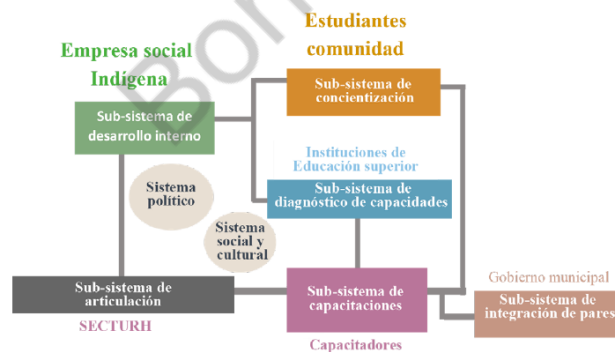 Estudiantes
comunidad
Empresa social
Indígena
Sub-sistema de
concientización
Sub-sistema de
desarrollo interno
Instituciones de
Educación superior
Sub-sistema de
diagnóstico de capacidades
Sistema
político
Sistema
social y
cultural
Sub-sistema de
articulación
SECTURH
Sub-sistema de
capacitaciones
Capacitadores
Gobierno municipal
Sub-sistema de
integración de pares